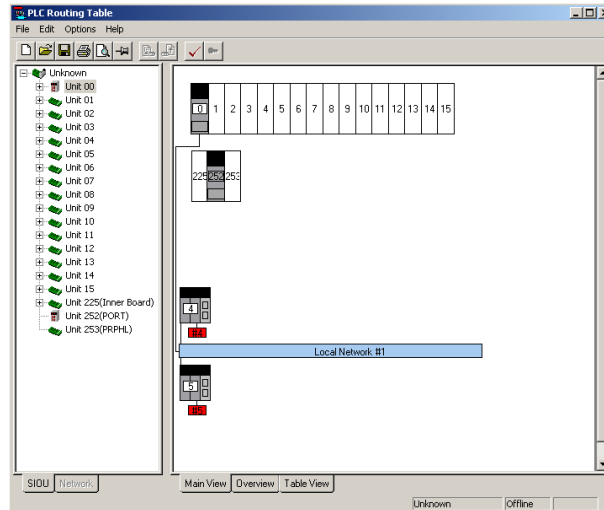 PLC Routing Table
File Edit Options Help
Unknown
Unit 00
Unit 01
Unit 02
Unit 03
Unit 04
Unit 05
Unit 06
Unit 07
Unit 08
Unit 09
Unit 10
Unit 11
Unit 12
Unit 13
Unit 14
Unit 15
Unit 225(Inner Board)
Unit 252(PORT)
Unit 253(PRPHL)
0 1 2 3 4 5 6 7 8 9 10 11 12 13 14 15
225 252 253
4
#4
Local Network #1
5
#5
SIOU Network
Main View Overview Table View
Unknown Offline